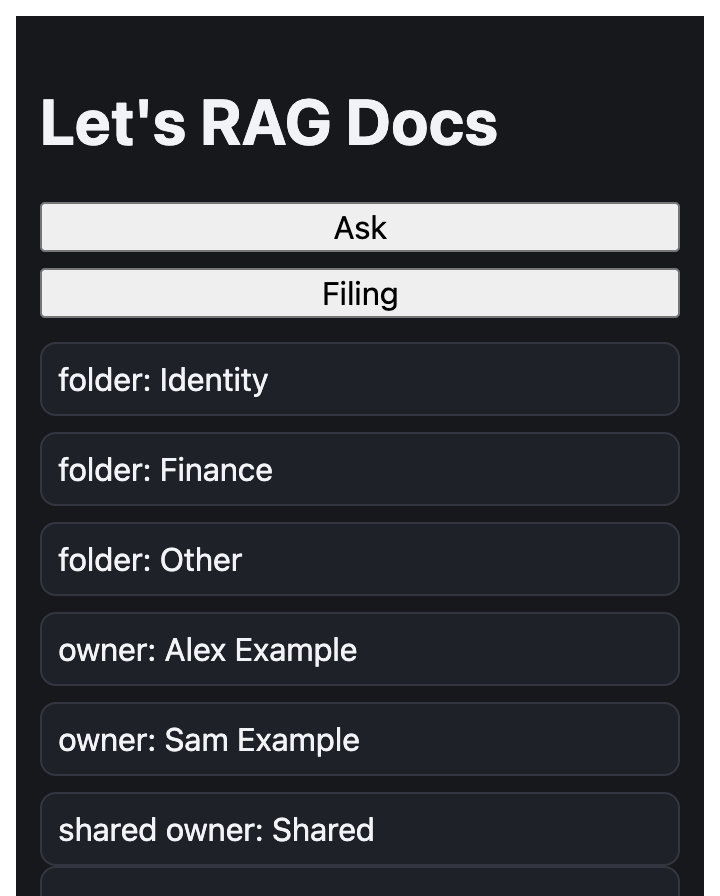 Let's RAG Docs
Ask
Filing
folder: Identity
folder: Finance
folder: Other
owner: Alex Example
owner: Sam Example
shared owner: Shared